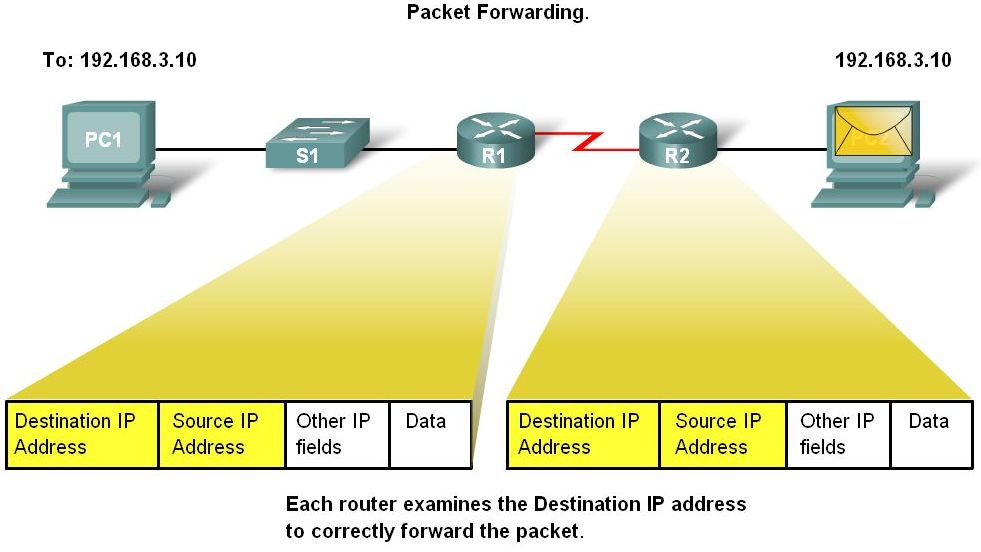 Packet Forwarding.
To: 192.168.3.10
192.168.3.10
PC1
S1
R1
R2
PC2
Destination IP
Address
Source IP
Address
Other IP
fields
Data
Destination IP
Address
Source IP
Address
Other IP
fields
Data
Each router examines the Destination IP address
to correctly forward the packet.